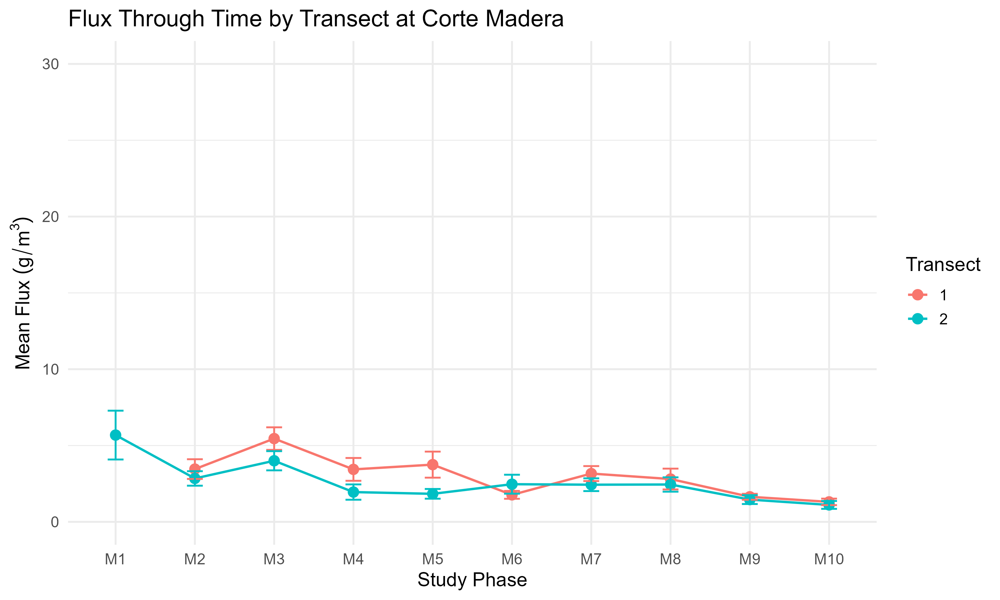 Flux Through Time by Transect at Corte Madera
Mean Flux (g/m³)
30
20
10
0
M1 M2 M3 M4 M5 M6 M7 M8 M9 M10
Study Phase
Transect
1
2